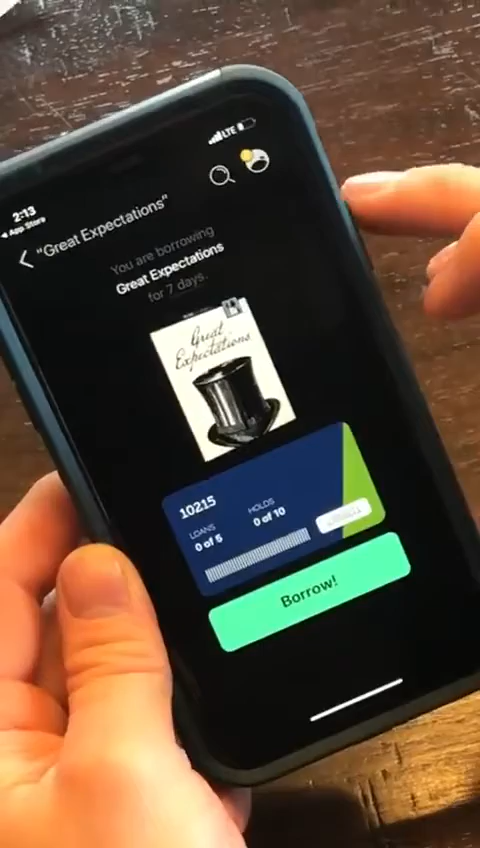 LTE
2:13
◀ App Store
"Great Expectations"
You are borrowing
Great Expectations
for 7 days.
Great
Expectations
10215
LOANS
HOLDS
0 of 5
0 of 10
Borrow!